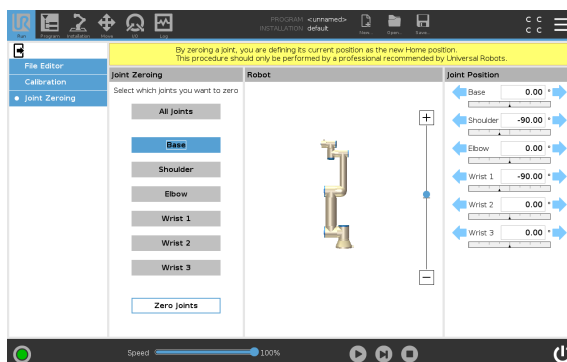 PROGRAM <unnamed>
INSTALLATION default
UR
Run Program Installation Move I/O Log
New... Open... Save...
C C
C C
By zeroing a joint, you are defining its current position as the new Home position.
This procedure should only be performed by a professional recommended by Universal Robots.
File Editor
Calibration
Joint Zeroing
Joint Zeroing
Select which joints you want to zero
All joints
Base
Shoulder
Elbow
Wrist 1
Wrist 2
Wrist 3
Zero joints
Robot
Joint Position
Base 0.00 °
Shoulder -90.00 °
Elbow 0.00 °
Wrist 1 -90.00 °
Wrist 2 0.00 °
Wrist 3 0.00 °
Speed 100%